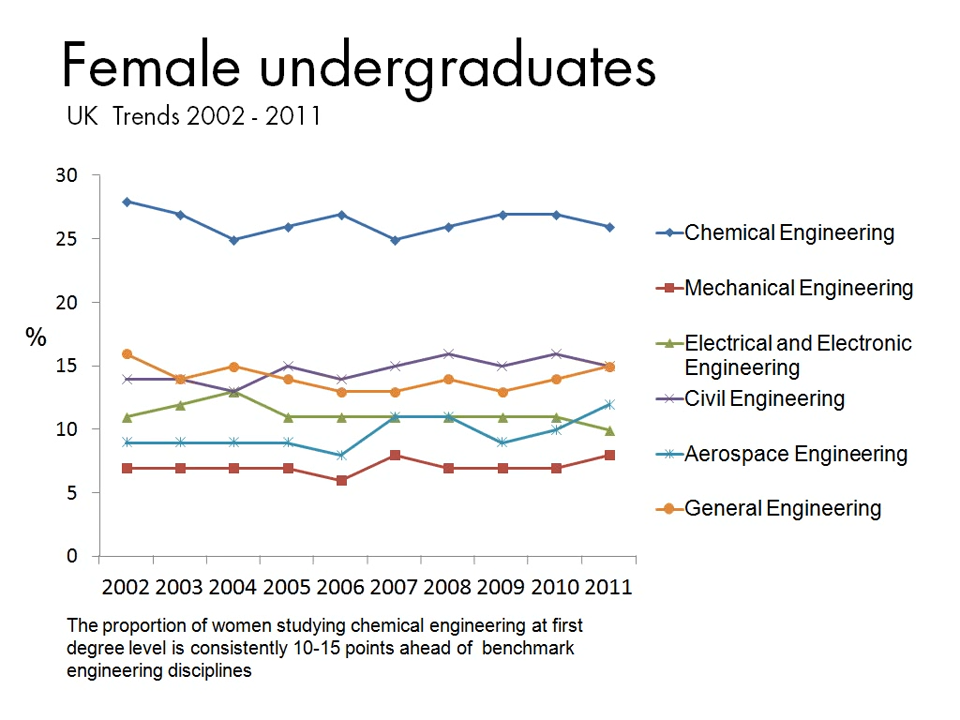 Female undergraduates
UK Trends 2002 - 2011
30
25
20
%
15
10
5
0
2002 2003 2004 2005 2006 2007 2008 2009 2010 2011
Chemical Engineering
Mechanical Engineering
Electrical and Electronic
Engineering
Civil Engineering
Aerospace Engineering
General Engineering
The proportion of women studying chemical engineering at first
degree level is consistently 10-15 points ahead of benchmark
engineering disciplines